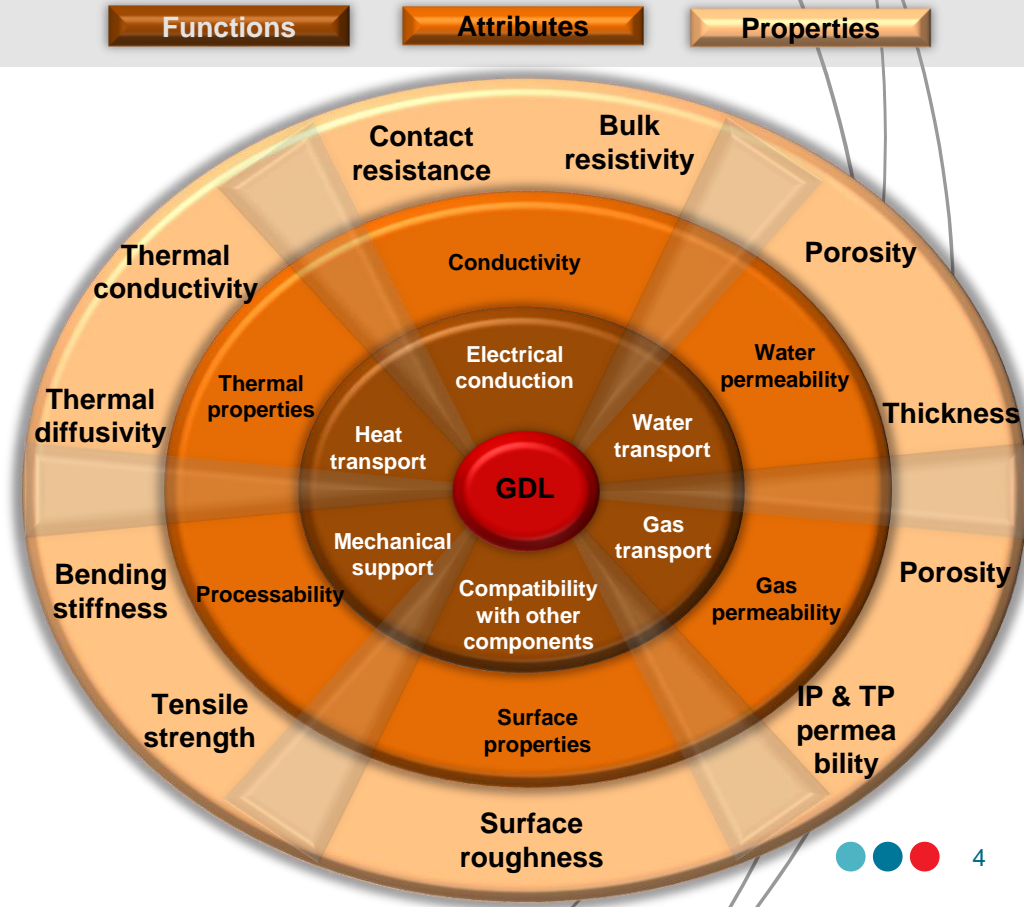 Functions
Attributes
Properties
Contact
resistance
Bulk
resistivity
Thermal
conductivity
Porosity
Conductivity
Electrical
conduction
Water
permeability
Thermal
properties
Thermal
diffusivity
Thickness
Heat
transport
Water
transport
GDL
Mechanical
support
Gas
transport
Bending
stiffness
Processability
Compatibility
with other
components
Gas
permeability
Porosity
Tensile
strength
Surface
properties
IP & TP
permea
bility
Surface
roughness
4